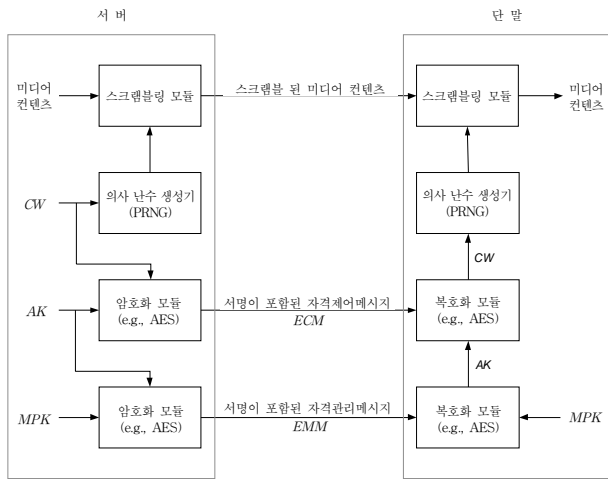 서 버
단 말
미디어
컨텐츠
스크램블링 모듈
스크램블 된 미디어 컨텐츠
스크램블링 모듈
미디어
컨텐츠
CW
의사 난수 생성기
(PRNG)
의사 난수 생성기
(PRNG)
CW
AK
암호화 모듈
(e.g., AES)
서명이 포함된 자격제어메시지
ECM
복호화 모듈
(e.g., AES)
AK
MPK
암호화 모듈
(e.g., AES)
서명이 포함된 자격관리메시지
EMM
복호화 모듈
(e.g., AES)
MPK